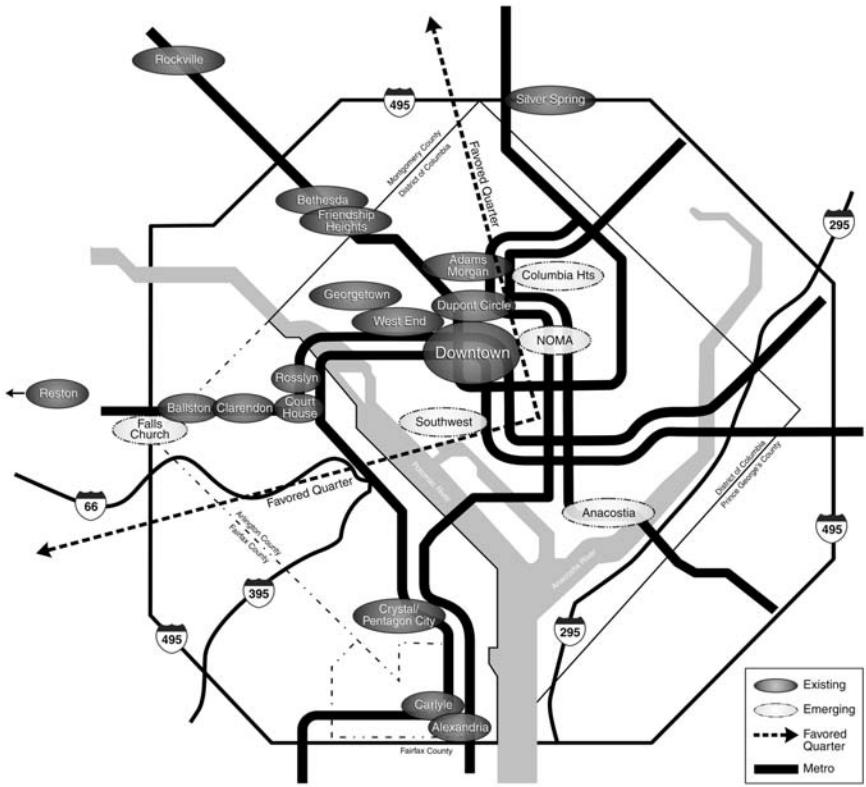 Rockville
495
Silver Spring
Montgomery County
District of Columbia
Favored Quarter
Bethesda
Friendship
Heights
295
Adams
Morgan
Columbia Hts
Georgetown
Dupont Circle
West End
NOMA
Downtown
Rosslyn
Reston
Ballston
Clarendon
Court
House
Falls
Church
Southwest
District of Columbia
Prince George's County
Potomac River
Favored Quarter
66
Anacostia
495
Arlington County
Fairfax County
Anacostia River
395
Crystal/
Pentagon City
495
295
Carlyle
Alexandria
Fairfax County
Existing
Emerging
Favored
Quarter
Metro